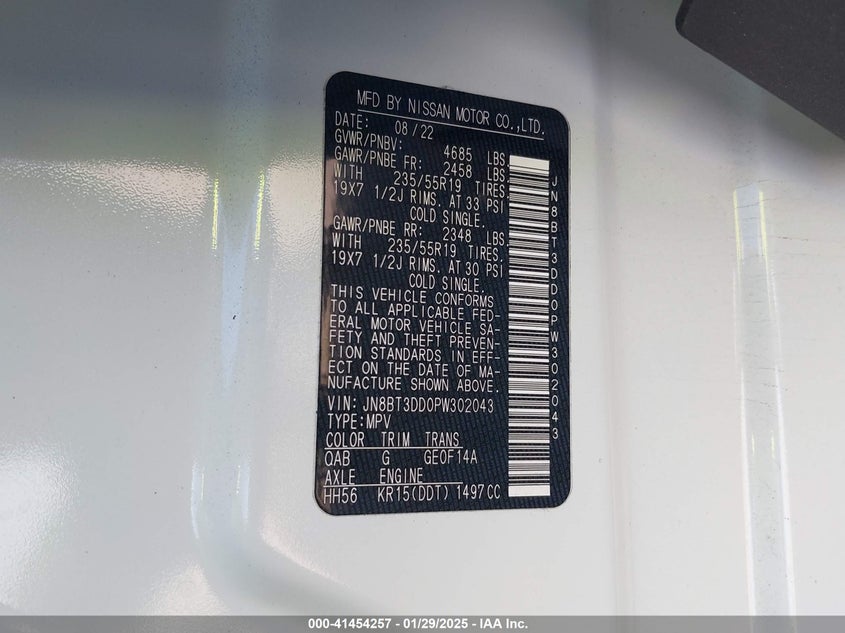 MFD BY NISSAN MOTOR CO.,LTD.
DATE: 08/22
GVWR/PNBV: 4685 LBS
GAWR/PNBE FR: 2458 LBS.
WITH 235/55R19 TIRES.
19X7 1/2J RIMS. AT 33 PSI
COLD SINGLE.
GAWR/PNBE RR: 2348 LBS.
WITH 235/55R19 TIRES.
19X7 1/2J RIMS. AT 30 PSI
COLD SINGLE.
THIS VEHICLE CONFORMS
TO ALL APPLICABLE FED-
ERAL MOTOR VEHICLE SA-
FETY AND THEFT PREVEN-
TION STANDARDS IN EFF-
ECT ON THE DATE OF MA-
NUFACTURE SHOWN ABOVE.
VIN: JN8BT3DD0PW302043
TYPE:MPV
COLOR TRIM TRANS
QAB G GE0F14A
AXLE ENGINE
HH56 KR15(DDT) 1497CC
JN8BT3DD0PW302043
000-41454257 - 01/29/2025 - IAA Inc.